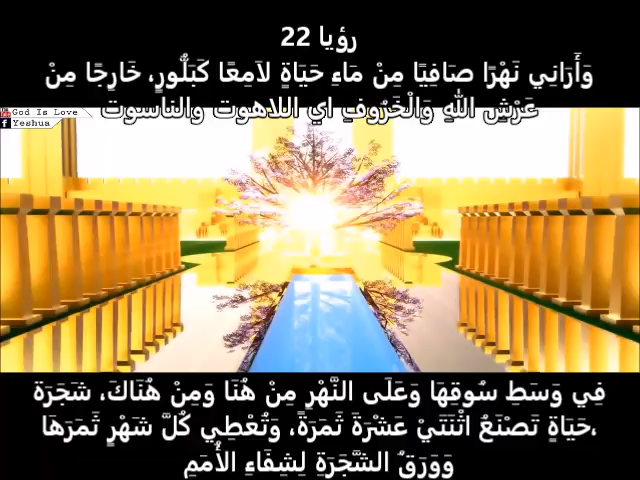 رؤيا 22
وَأَرَانِي نَهْرًا صَافِيًا مِنْ مَاءِ حَيَاةٍ لاَمِعًا كَبَلُّورٍ، خَارِجًا مِنْ
عَرْشِ اللهِ وَالْخَرُوفِ اي اللاهوت والناسوت
God Is Love
Yeshua
فِي وَسَطِ سُوقِهَا وَعَلَى النَّهْرِ مِنْ هُنَا وَمِنْ هُنَاكَ، شَجَرَة
حَيَاةٍ تَصْنَعُ اثْنَتَيْ عَشْرَةَ ثَمَرَةً، وَتُعْطِي كُلَّ شَهْرٍ ثَمَرَهَا،
وَوَرَقُ الشَّجَرَةِ لِشِفَاءِ الأُمَمِ